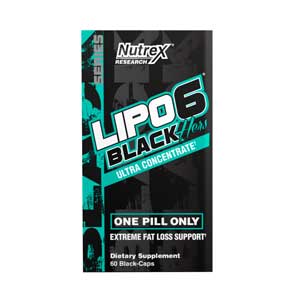 Nutrex
RESEARCH
SERIES
LIPO6
BLACK Hers
ULTRA CONCENTRATE†
ONE PILL ONLY
EXTREME FAT LOSS SUPPORT†
Dietary Supplement
60 Black-Caps